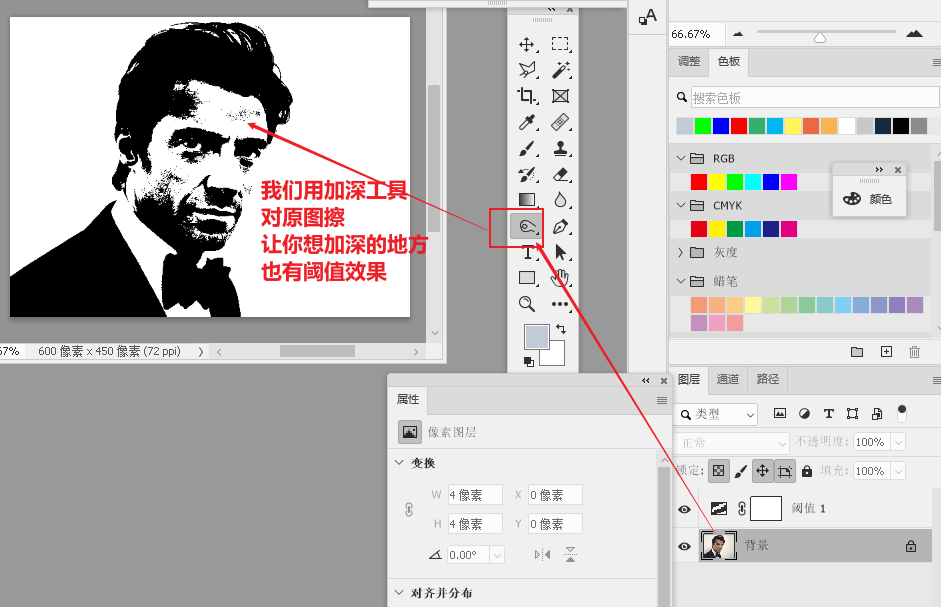 A
66.67%
调整
色板
搜索色板
RGB
CMYK
灰度
蜡笔
颜色
我们用加深工具
对原图擦
让你想加深的地方
也有阈值效果
T
67%
600 像素 x 450 像素 (72 ppi)
属性
像素图层
变换
W 4 像素 X 0 像素
H 4 像素 Y 0 像素
0.00°
对齐并分布
图层
通道
路径
类型
T
正常
不透明度: 100%
锁定:
填充: 100%
阈值 1
背景